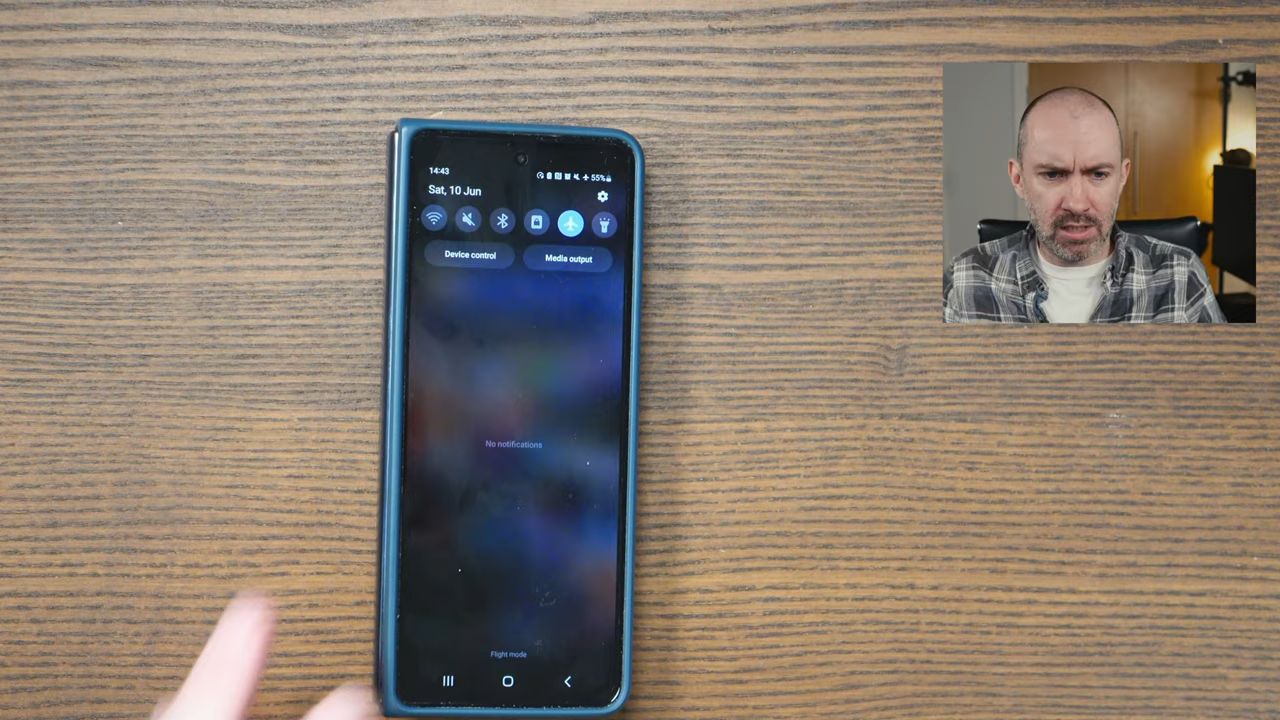 14:43
55%
Sat, 10 Jun
Device control
Media output
No notifications
Flight mode